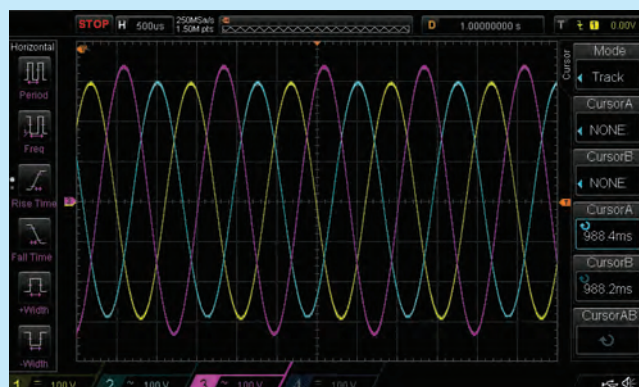 STOP H 500us 250MSa/s 1.50M pts D 1.00000000 s T 1 0.00V
Horizontal
Period
Freq
Rise Time
Fall Time
+Width
-Width
Cursor
Mode
Track
CursorA
NONE
CursorB
NONE
CursorA
988.4ms
CursorB
988.2ms
CursorAB
T
1 = 100 V 2 ~ 100 V 3 ~ 100 V 4 100 V